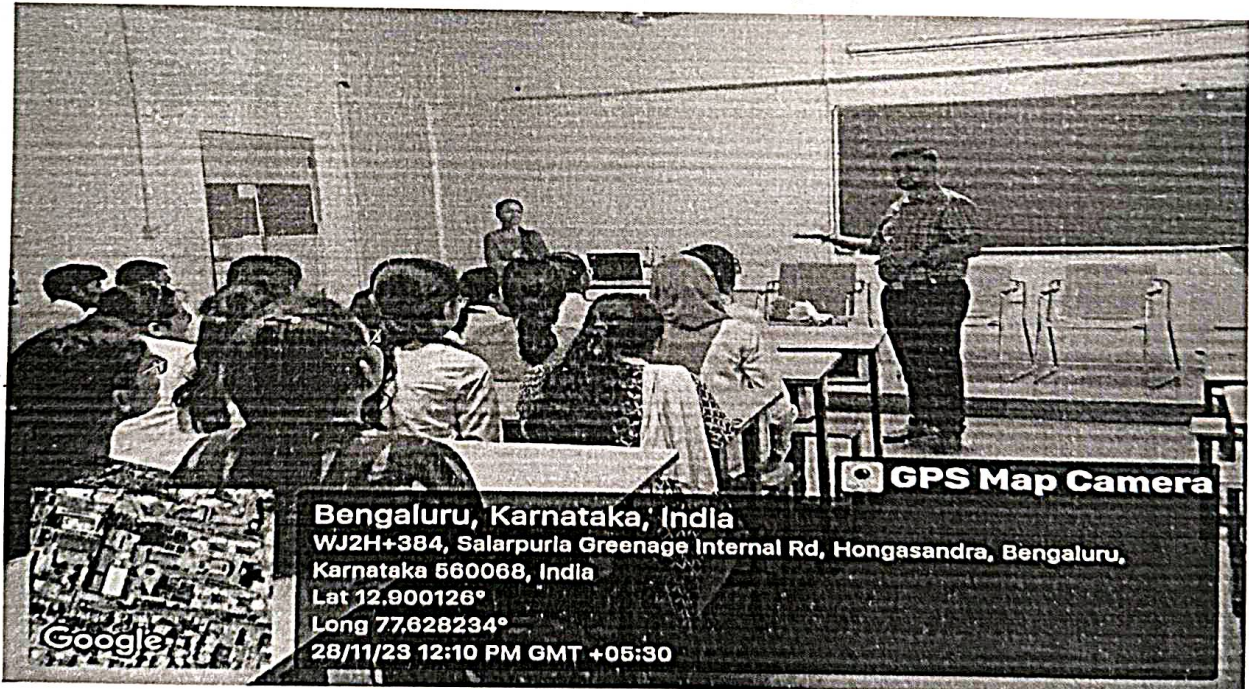 GPS Map Camera
Bengaluru, Karnataka, India
WJ2H+384, Salarpuria Greenage Internal Rd, Hongasandra, Bengaluru,
Karnataka 560068, India
Lat 12.900126°
Long 77.628234°
28/11/23 12:10 PM GMT +05:30
Google